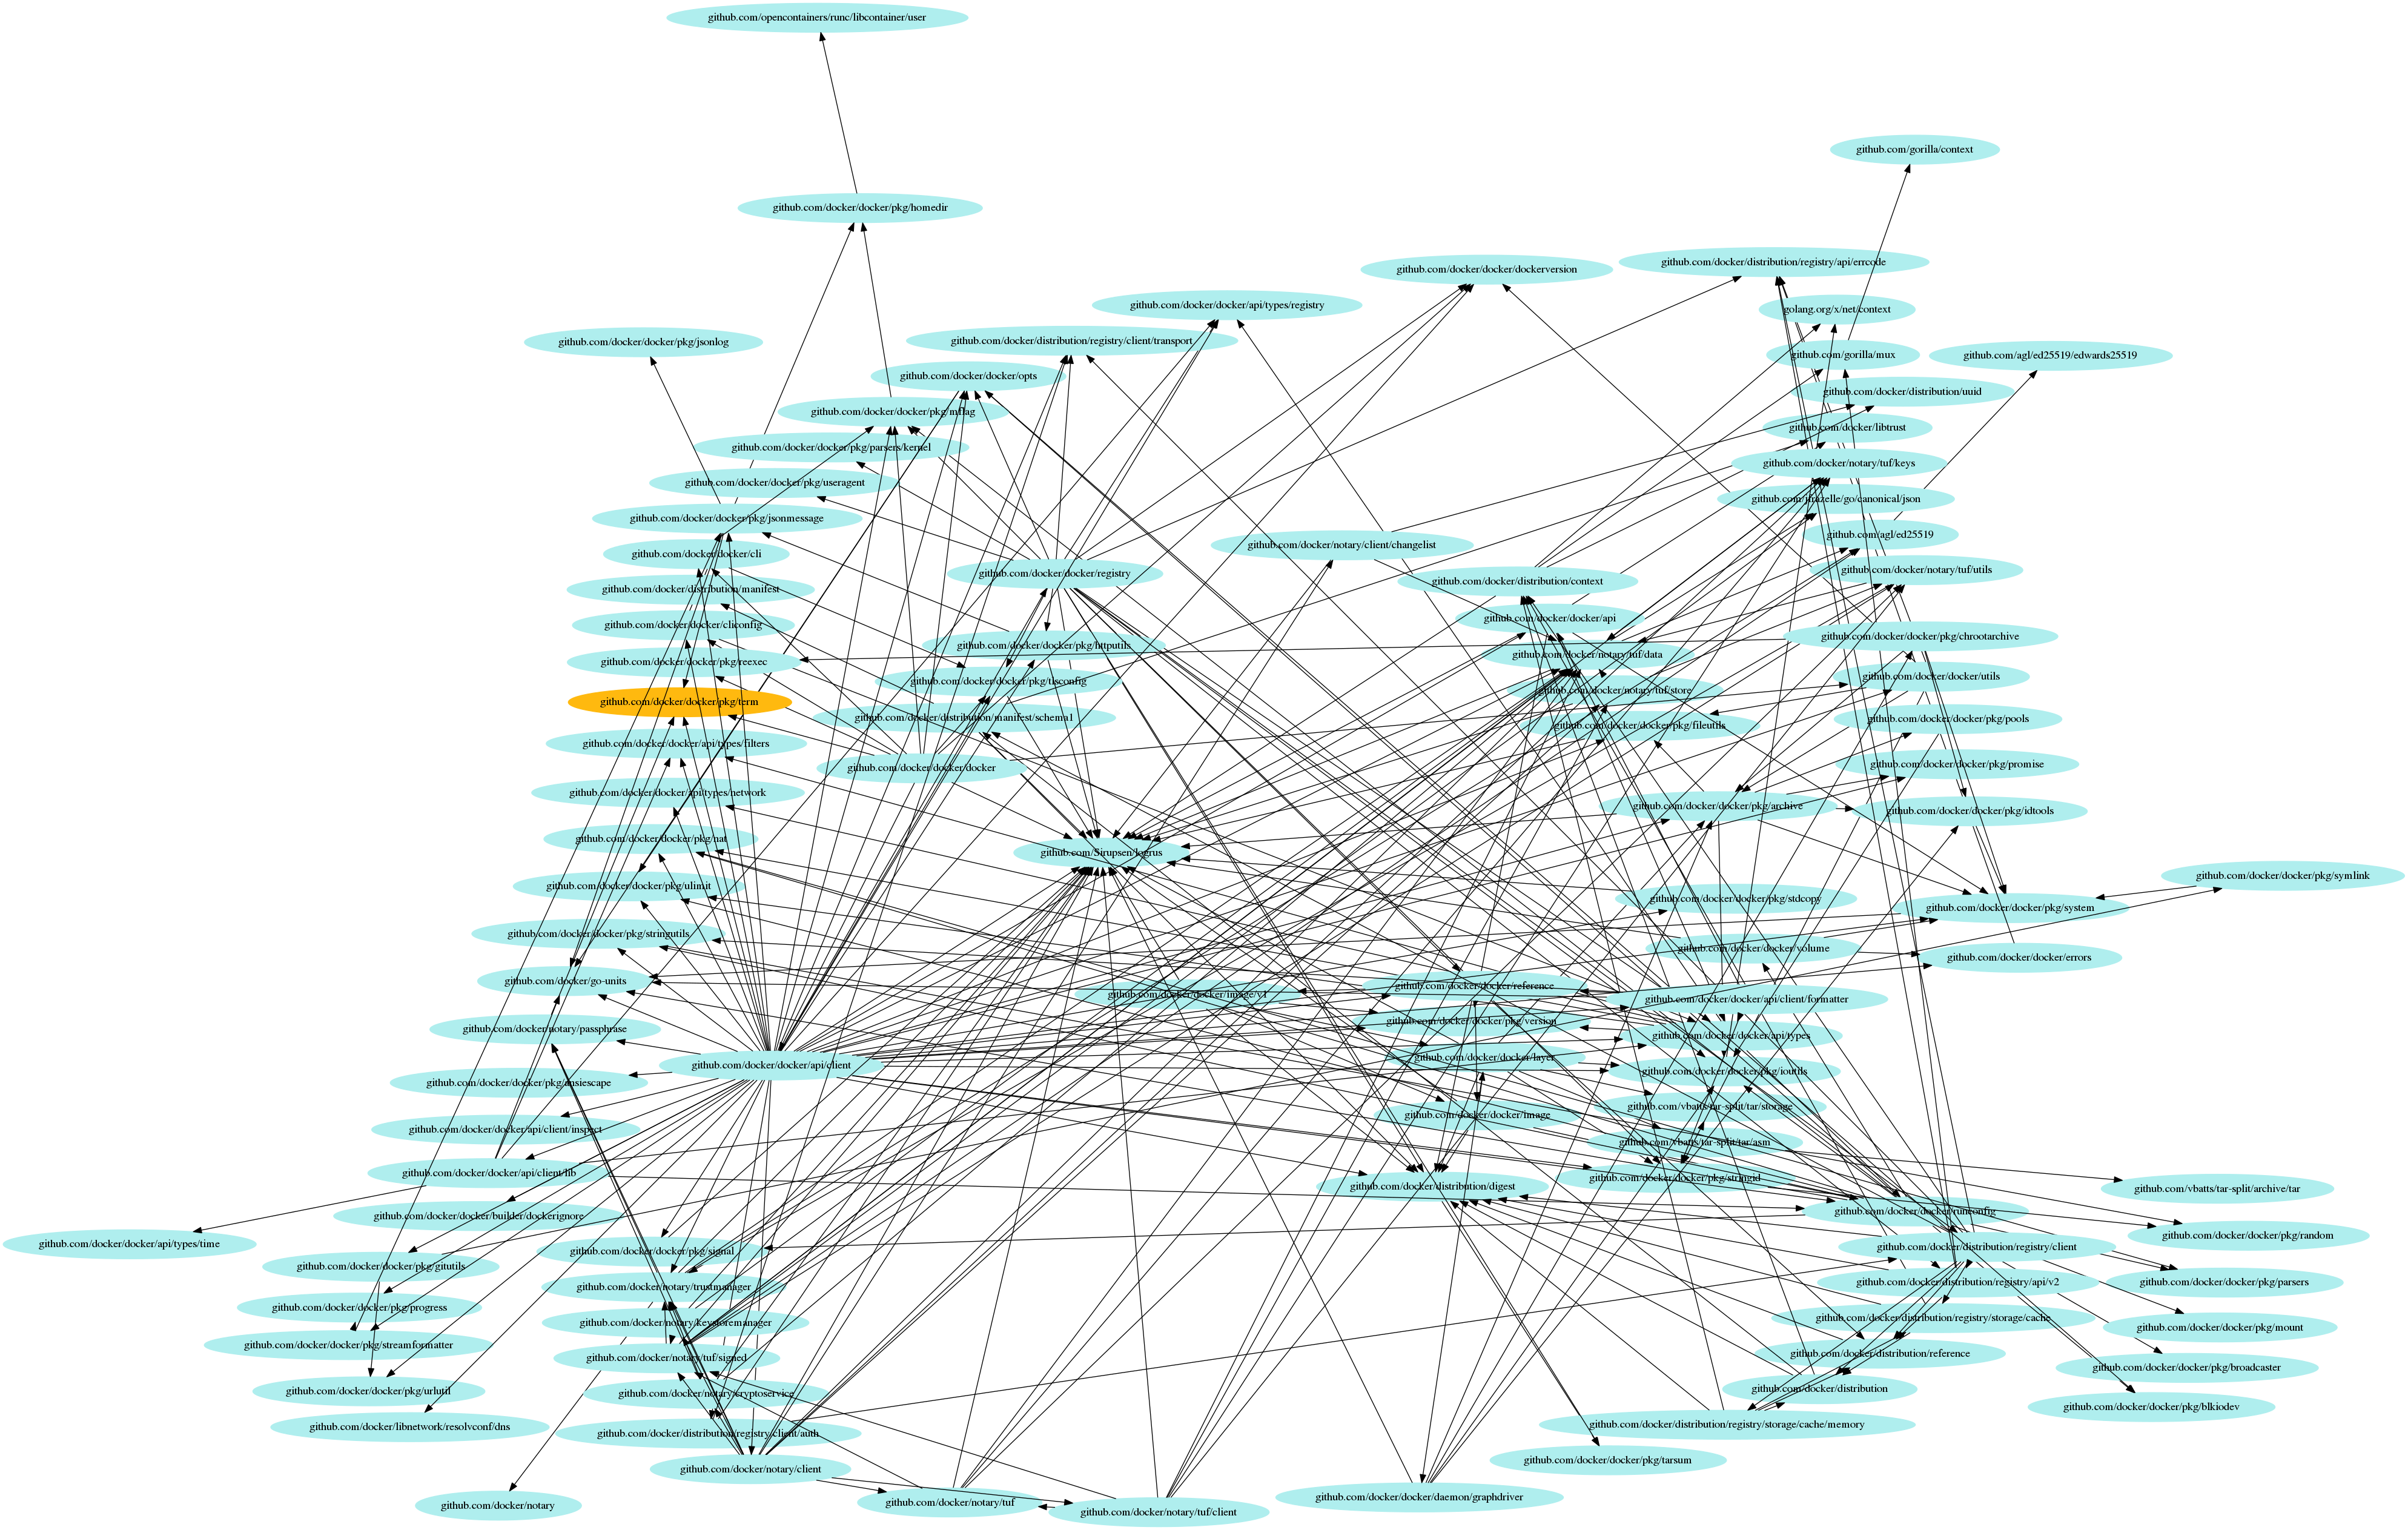 github.com/opencontainers/runc/libcontainer/user
github.com/gorilla/context
github.com/docker/docker/pkg/homedir
github.com/docker/distribution/registry/api/errcode
github.com/docker/docker/dockerversion
github.com/docker/docker/api/types/registry
golang.org/x/net/context
github.com/docker/distribution/registry/client/transport
github.com/docker/docker/pkg/jsonlog
github.com/gorilla/mux
github.com/agl/ed25519/edwards25519
github.com/docker/docker/opts
github.com/docker/distribution/uuid
github.com/docker/docker/pkg/mflag
github.com/docker/libtrust
github.com/docker/docker/pkg/parsers/kernel
github.com/docker/notary/tuf/keys
github.com/docker/docker/pkg/useragent
github.com/jfrazelle/go/canonical/json
github.com/docker/docker/pkg/jsonmessage
github.com/agl/ed25519
github.com/docker/notary/client/changelist
github.com/docker/docker/cli
github.com/docker/notary/tuf/utils
github.com/docker/docker/registry
github.com/docker/distribution/context
github.com/docker/distribution/manifest
github.com/docker/docker/api
github.com/docker/docker/cliconfig
github.com/docker/docker/pkg/chrootarchive
github.com/docker/docker/pkg/httputils
github.com/docker/notary/tuf/data
github.com/docker/docker/pkg/reexec
github.com/docker/docker/utils
github.com/docker/docker/pkg/tlsconfig
github.com/docker/notary/tuf/store
github.com/docker/docker/pkg/term
github.com/docker/distribution/manifest/schema1
github.com/docker/docker/pkg/pools
github.com/docker/docker/pkg/fileutils
github.com/docker/docker/api/types/filters
github.com/docker/docker/pkg/promise
github.com/docker/docker/docker
github.com/docker/docker/api/types/network
github.com/docker/docker/pkg/archive
github.com/docker/docker/pkg/idtools
github.com/docker/docker/pkg/nat
github.com/Sirupsen/logrus
github.com/docker/docker/pkg/symlink
github.com/docker/docker/pkg/ulimit
github.com/docker/docker/pkg/stdcopy
github.com/docker/docker/pkg/system
github.com/docker/docker/pkg/stringutils
github.com/docker/docker/volume
github.com/docker/docker/errors
github.com/docker/go-units
github.com/docker/docker/reference
github.com/docker/docker/image/v1
github.com/docker/docker/api/client/formatter
github.com/docker/docker/pkg/version
github.com/docker/notary/passphrase
github.com/docker/docker/api/types
github.com/docker/docker/layer
github.com/docker/docker/api/client
github.com/docker/docker/pkg/ioutils
github.com/docker/docker/pkg/ansiescape
github.com/vbatts/tar-split/tar/storage
github.com/docker/docker/image
github.com/docker/docker/api/client/inspect
github.com/vbatts/tar-split/tar/asm
github.com/docker/docker/api/client/lib
github.com/docker/docker/pkg/stringid
github.com/docker/distribution/digest
github.com/vbatts/tar-split/archive/tar
github.com/docker/docker/runconfig
github.com/docker/docker/builder/dockerignore
github.com/docker/docker/pkg/random
github.com/docker/docker/api/types/time
github.com/docker/distribution/registry/client
github.com/docker/docker/pkg/signal
github.com/docker/docker/pkg/gitutils
github.com/docker/distribution/registry/api/v2
github.com/docker/docker/pkg/parsers
github.com/docker/notary/trustmanager
github.com/docker/docker/pkg/progress
github.com/docker/distribution/registry/storage/cache
github.com/docker/notary/keystoremanager
github.com/docker/docker/pkg/mount
github.com/docker/docker/pkg/streamformatter
github.com/docker/distribution/reference
github.com/docker/notary/tuf/signed
github.com/docker/docker/pkg/broadcaster
github.com/docker/docker/pkg/urlutil
github.com/docker/distribution
github.com/docker/notary/cryptoservice
github.com/docker/docker/pkg/blkiodev
github.com/docker/distribution/registry/storage/cache/memory
github.com/docker/libnetwork/resolvconf/dns
github.com/docker/distribution/registry/client/auth
github.com/docker/docker/pkg/tarsum
github.com/docker/notary/client
github.com/docker/docker/daemon/graphdriver
github.com/docker/notary/tuf
github.com/docker/notary
github.com/docker/notary/tuf/client